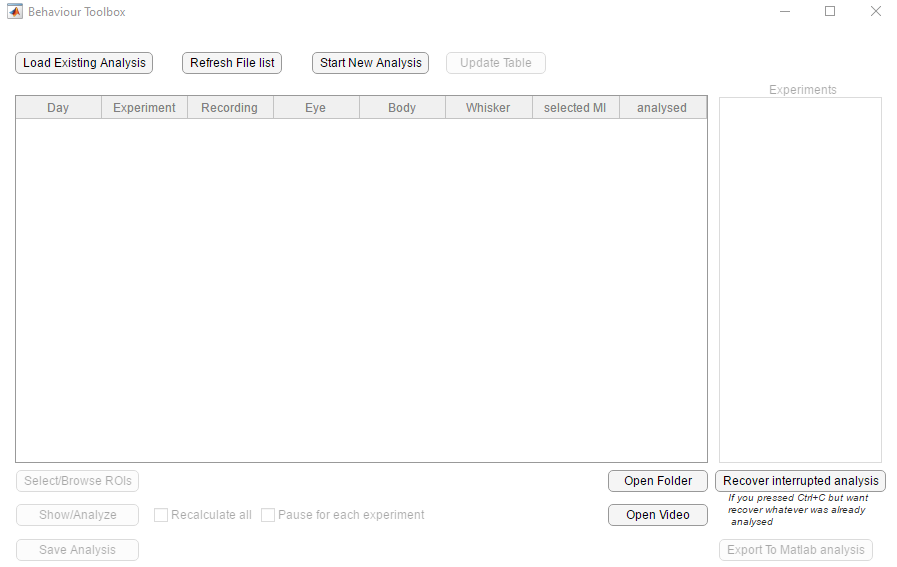 Behaviour Toolbox
Load Existing Analysis Refresh File list Start New Analysis Update Table
Experiments
Day Experiment Recording Eye Body Whisker selected MI analysed
Select/Browse ROIs Open Folder Recover interrupted analysis
If you pressed Ctrl+C but want
recover whatever was already
analysed
Show/Analyze Recalculate all Pause for each experiment Open Video
Save Analysis Export To Matlab analysis